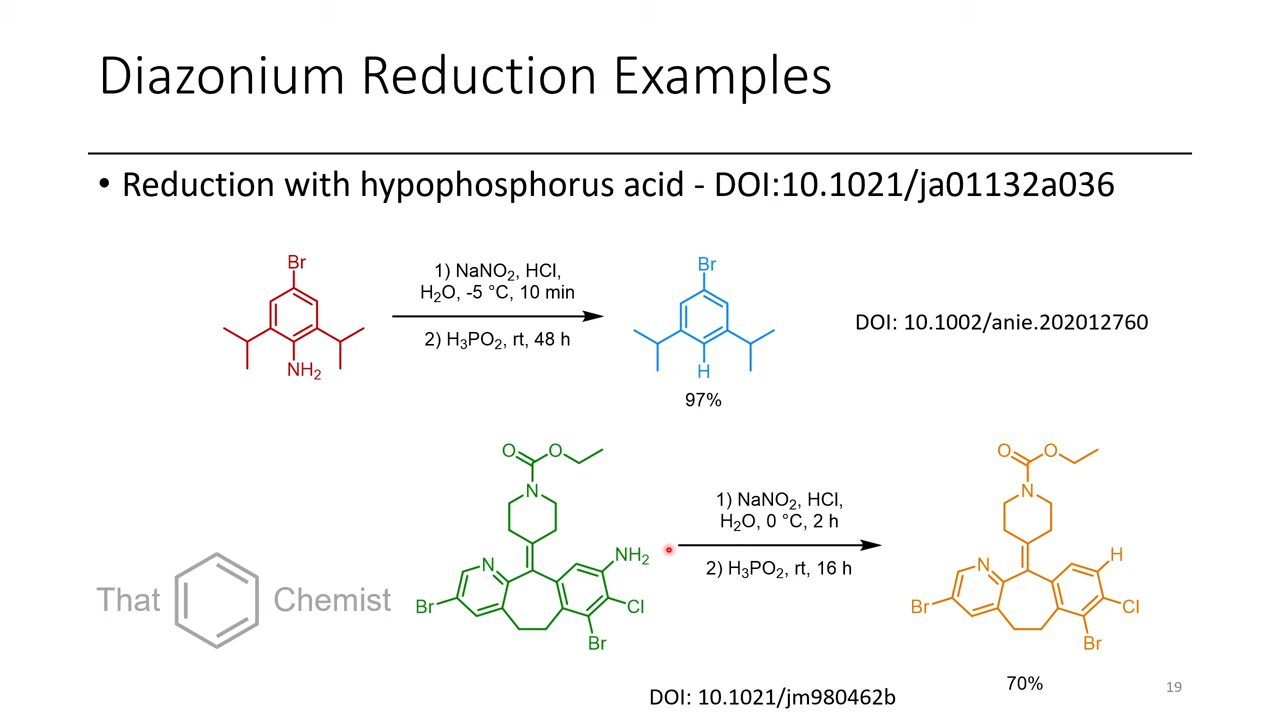 Diazonium Reduction Examples
• Reduction with hypophosphorus acid - DOI:10.1021/ja01132a036
Br
NH₂
1) NaNO₂, HCl,
H₂O, -5 °C, 10 min
2) H₃PO₂, rt, 48 h
Br
H
97%
DOI: 10.1002/anie.202012760
O
O
N
N
NH₂
Cl
Br
Br
1) NaNO₂, HCl,
H₂O, 0 °C, 2 h
2) H₃PO₂, rt, 16 h
O
O
N
N
H
Cl
Br
Br
70%
That Chemist
DOI: 10.1021/jm980462b
19